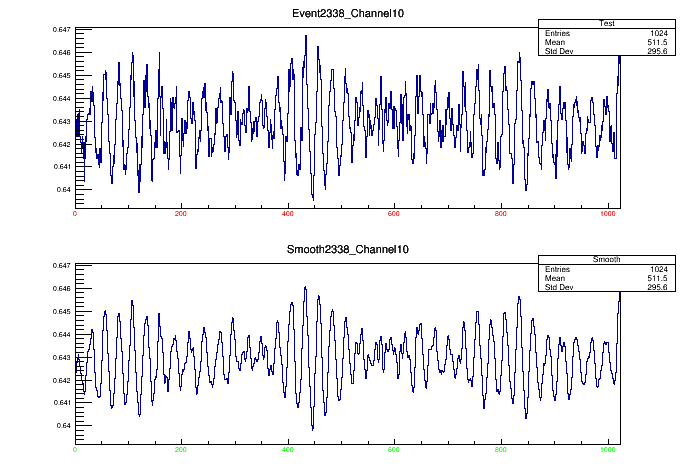 Event2338_Channel10
Test
Entries 1024
Mean 511.5
Std Dev 295.6
0.647
0.646
0.645
0.644
0.643
0.642
0.641
0.64
0 200 400 600 800 1000
Smooth2338_Channel10
Smooth
Entries 1024
Mean 511.5
Std Dev 295.6
0.647
0.646
0.645
0.644
0.643
0.642
0.641
0.64
0 200 400 600 800 1000